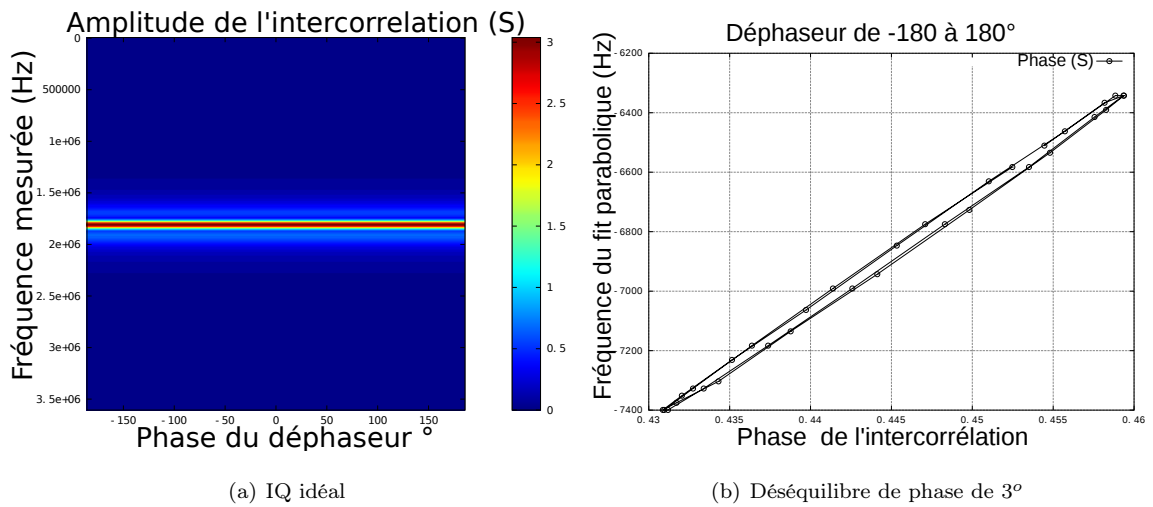 Amplitude de l'intercorrelation (S)
Fréquence mesurée (Hz)
0
500000
1e+06
1.5e+06
2e+06
2.5e+06
3e+06
3.5e+06
-150
-100
-50
0
50
100
150
Phase du déphaseur °
3
2.5
2
1.5
1
0.5
0
(a) IQ idéal
Déphaseur de -180 à 180°
Phase (S)
Fréquence du fit parabolique (Hz)
-6200
-6400
-6600
-6800
-7000
-7200
-7400
0.43
0.435
0.44
0.445
0.45
0.455
0.46
Phase de l'intercorrélation
(b) Déséquilibre de phase de 3º